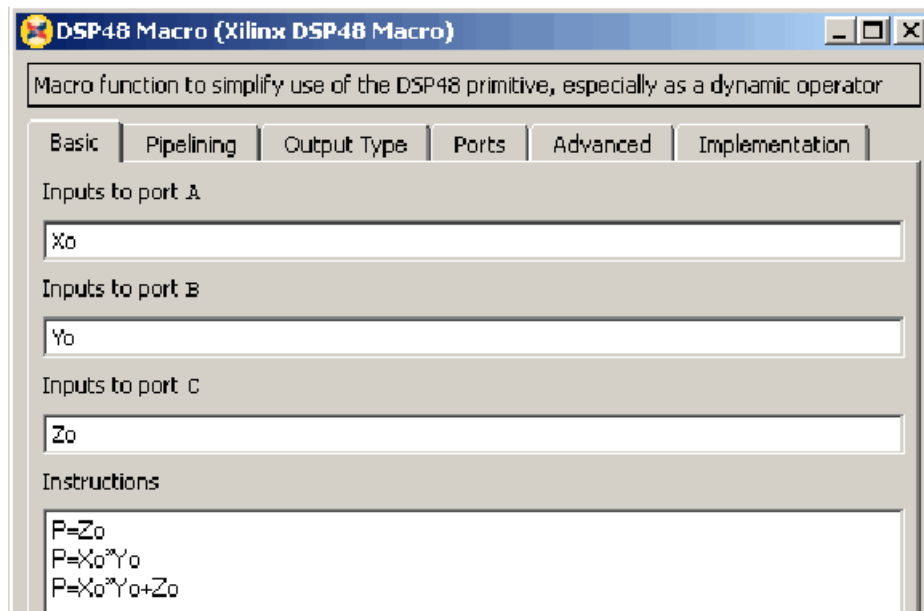 DSP48 Macro (Xilinx DSP48 Macro)
Macro function to simplify use of the DSP48 primitive, especially as a dynamic operator
Basic Pipelining Output Type Ports Advanced Implementation
Inputs to port A
Xo
Inputs to port B
Yo
Inputs to port C
Zo
Instructions
P=Zo
P=Xo*Yo
P=Xo*Yo+Zo